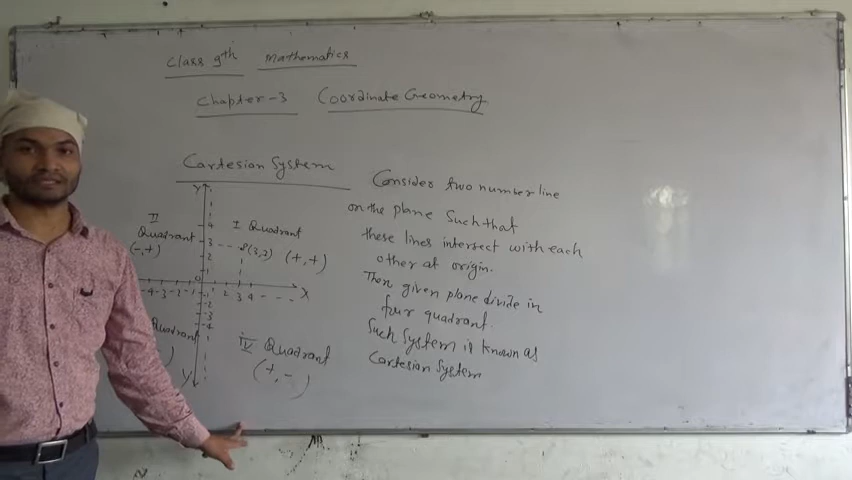 Class 9th Mathematics
Chapter-3 Coordinate Geometry
Cartesian System
Y
II
Quadrant
(-,+)
I Quadrant
(+,+)
4
3
2
1
P(3,3)
0
-4 -3 -2 -1
1 2 3 4
X
-1
-2
-3
-4
Quadrant
)
IV Quadrant
(+,-)
Y
Consider two number line
on the plane such that
these lines intersect with each
other at origin.
Then given plane divide in
four quadrant.
Such system is known as
Cartesian System